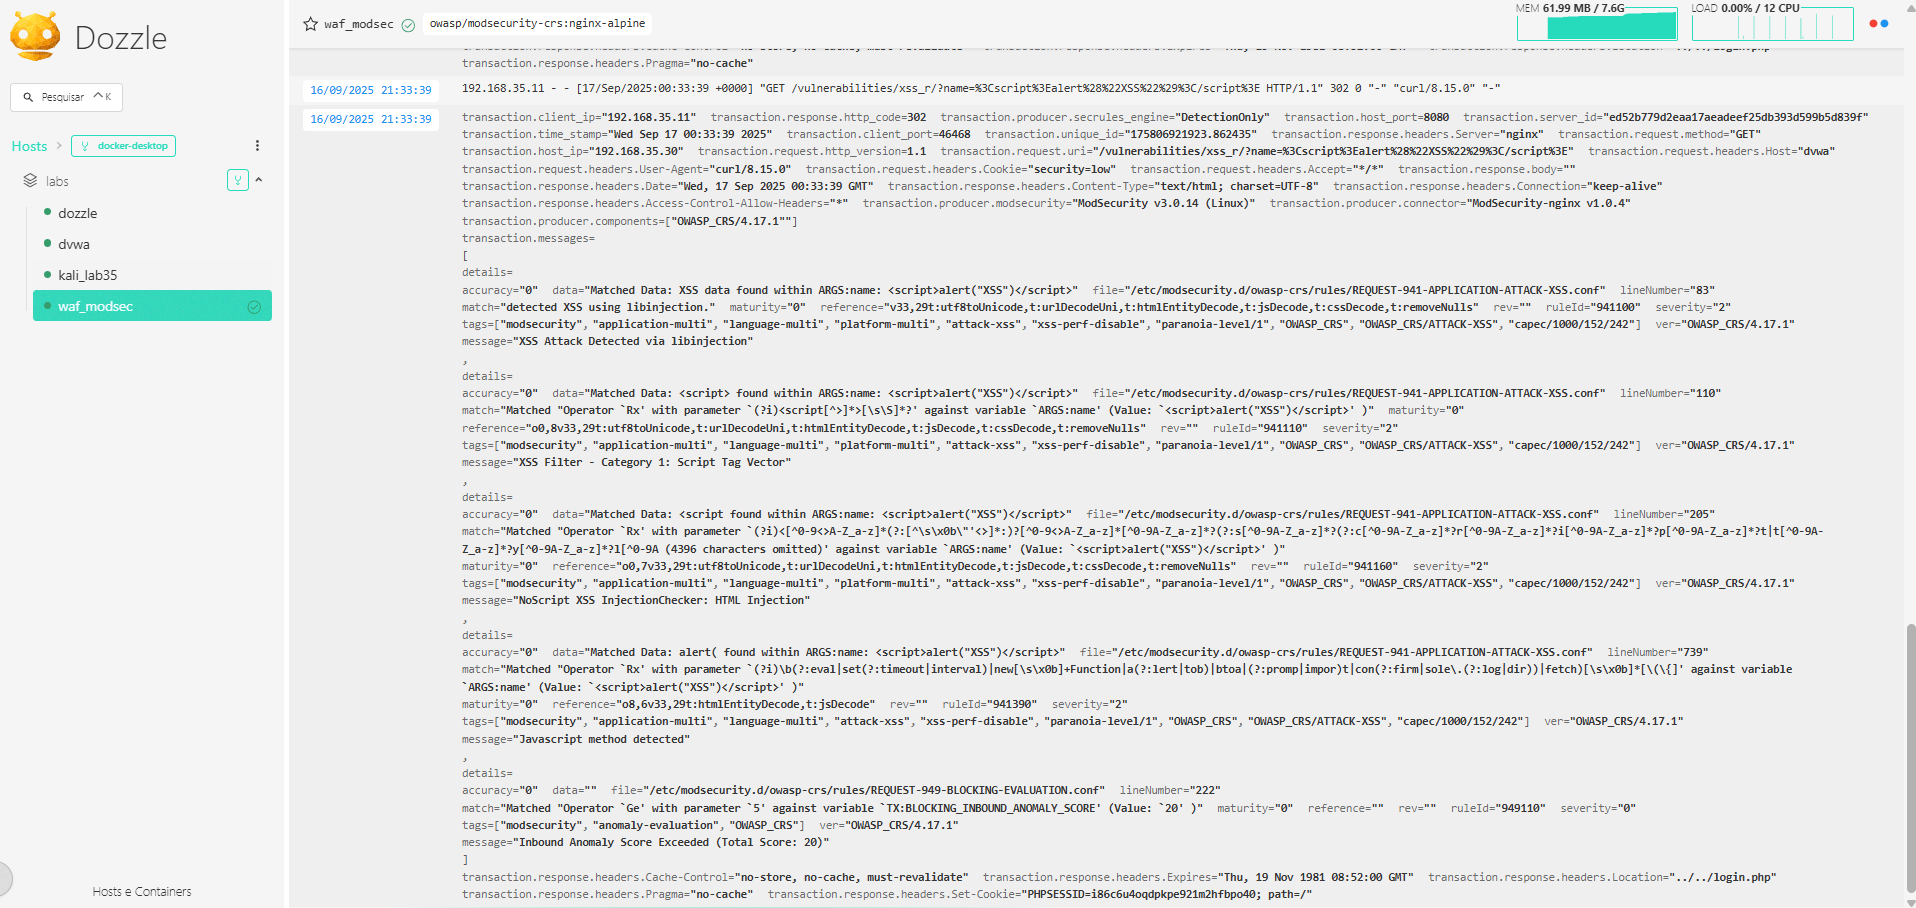 Dozzle
Pesquisar ^ K
Hosts > docker-desktop
labs
dozzle
dvwa
kali_lab35
waf_modsec
Hosts e Containers
waf_modsec owasp/modsecurity-crs:nginx-alpine
MEM 61.99 MB / 7.6G
LOAD 0.00% / 12 CPU
transaction.response.headers.Pragma="no-cache"
16/09/2025 21:33:39 192.168.35.11 - - [17/Sep/2025:00:33:39 +0000] "GET /vulnerabilities/xss_r/?name=%3Cscript%3Ealert%28%22XSS%22%29%3C/script%3E HTTP/1.1" 302 0 "-" "curl/8.15.0" "-"
16/09/2025 21:33:39 transaction.client_ip="192.168.35.11" transaction.response.http_code=302 transaction.producer.secrules_engine="DetectionOnly" transaction.host_port=8080 transaction.server_id="ed52b779d2eaa17aeadeef25db393d599b5d839f"
transaction.time_stamp="Wed Sep 17 00:33:39 2025" transaction.client_port=46468 transaction.unique_id="175806921923.862435" transaction.response.headers.Server="nginx" transaction.request.method="GET"
transaction.host_ip="192.168.35.30" transaction.request.http_version=1.1 transaction.request.uri="/vulnerabilities/xss_r/?name=%3Cscript%3Ealert%28%22XSS%22%29%3C/script%3E" transaction.request.headers.Host="dvwa"
transaction.request.headers.User-Agent="curl/8.15.0" transaction.request.headers.Cookie="security=low" transaction.request.headers.Accept="*/*" transaction.response.body=""
transaction.response.headers.Date="Wed, 17 Sep 2025 00:33:39 GMT" transaction.response.headers.Content-Type="text/html; charset=UTF-8" transaction.response.headers.Connection="keep-alive"
transaction.response.headers.Access-Control-Allow-Headers="*" transaction.producer.modsecurity="ModSecurity v3.0.14 (Linux)" transaction.producer.connector="ModSecurity-nginx v1.0.4"
transaction.producer.components=["OWASP_CRS/4.17.1""]
transaction.messages=
[
details=
accuracy="0" data="Matched Data: XSS data found within ARGS:name: <script>alert("XSS")</script>" file="/etc/modsecurity.d/owasp-crs/rules/REQUEST-941-APPLICATION-ATTACK-XSS.conf" lineNumber="83"
match="detected XSS using libinjection." maturity="0" reference="v33,29t:utf8toUnicode,t:urlDecodeUni,t:htmlEntityDecode,t:jsDecode,t:cssDecode,t:removeNulls" rev="" ruleId="941100" severity="2"
tags=["modsecurity", "application-multi", "language-multi", "platform-multi", "attack-xss", "xss-perf-disable", "paranoia-level/1", "OWASP_CRS", "OWASP_CRS/ATTACK-XSS", "capec/1000/152/242"] ver="OWASP_CRS/4.17.1"
message="XSS Attack Detected via libinjection"
,
details=
accuracy="0" data="Matched Data: <script> found within ARGS:name: <script>alert("XSS")</script>" file="/etc/modsecurity.d/owasp-crs/rules/REQUEST-941-APPLICATION-ATTACK-XSS.conf" lineNumber="110"
match="Matched "Operator `Rx' with parameter `(?i)<script[^>]*>[\s\S]*?' against variable `ARGS:name' (Value: `<script>alert("XSS")</script>' )" maturity="0"
reference="o0,8v33,29t:utf8toUnicode,t:urlDecodeUni,t:htmlEntityDecode,t:jsDecode,t:cssDecode,t:removeNulls" rev="" ruleId="941110" severity="2"
tags=["modsecurity", "application-multi", "language-multi", "platform-multi", "attack-xss", "xss-perf-disable", "paranoia-level/1", "OWASP_CRS", "OWASP_CRS/ATTACK-XSS", "capec/1000/152/242"] ver="OWASP_CRS/4.17.1"
message="XSS Filter - Category 1: Script Tag Vector"
,
details=
accuracy="0" data="Matched Data: <script found within ARGS:name: <script>alert("XSS")</script>" file="/etc/modsecurity.d/owasp-crs/rules/REQUEST-941-APPLICATION-ATTACK-XSS.conf" lineNumber="205"
match="Matched "Operator `Rx' with parameter `(?i)<[^0-9<>A-Z_a-z]*(?:[^\s\x0b\"'<>]*:)?[^0-9<>A-Z_a-z]*[^0-9A-Z_a-z]*?(?:s[^0-9A-Z_a-z]*?(?:c[^0-9A-Z_a-z]*?r[^0-9A-Z_a-z]*?i[^0-9A-Z_a-z]*?p[^0-9A-Z_a-z]*?t|t[^0-9A-
Z_a-z]*?y[^0-9A-Z_a-z]*?l[^0-9A (4396 characters omitted)' against variable `ARGS:name' (Value: `<script>alert("XSS")</script>' )"
maturity="0" reference="o0,7v33,29t:utf8toUnicode,t:urlDecodeUni,t:htmlEntityDecode,t:jsDecode,t:cssDecode,t:removeNulls" rev="" ruleId="941160" severity="2"
tags=["modsecurity", "application-multi", "language-multi", "platform-multi", "attack-xss", "xss-perf-disable", "paranoia-level/1", "OWASP_CRS", "OWASP_CRS/ATTACK-XSS", "capec/1000/152/242"] ver="OWASP_CRS/4.17.1"
message="NoScript XSS InjectionChecker: HTML Injection"
,
details=
accuracy="0" data="Matched Data: alert( found within ARGS:name: <script>alert("XSS")</script>" file="/etc/modsecurity.d/owasp-crs/rules/REQUEST-941-APPLICATION-ATTACK-XSS.conf" lineNumber="739"
match="Matched "Operator `Rx' with parameter `(?i)\b(?:eval|set(?:timeout|interval)|new[\s\x0b]+Function|a(?:lert|tob)|btoa|(?:promp|impor)t|con(?:firm|sole\.(?:log|dir))|fetch)[\s\x0b]*[\(\{]' against variable
`ARGS:name' (Value: `<script>alert("XSS")</script>' )"
maturity="0" reference="o8,6v33,29t:htmlEntityDecode,t:jsDecode" rev="" ruleId="941390" severity="2"
tags=["modsecurity", "application-multi", "language-multi", "attack-xss", "xss-perf-disable", "paranoia-level/1", "OWASP_CRS", "OWASP_CRS/ATTACK-XSS", "capec/1000/152/242"] ver="OWASP_CRS/4.17.1"
message="Javascript method detected"
,
details=
accuracy="0" data="" file="/etc/modsecurity.d/owasp-crs/rules/REQUEST-949-BLOCKING-EVALUATION.conf" lineNumber="222"
match="Matched "Operator `Ge' with parameter `5' against variable `TX:BLOCKING_INBOUND_ANOMALY_SCORE' (Value: `20' )" maturity="0" reference="" rev="" ruleId="949110" severity="0"
tags=["modsecurity", "anomaly-evaluation", "OWASP_CRS"] ver="OWASP_CRS/4.17.1"
message="Inbound Anomaly Score Exceeded (Total Score: 20)"
]
transaction.response.headers.Cache-Control="no-store, no-cache, must-revalidate" transaction.response.headers.Expires="Thu, 19 Nov 1981 08:52:00 GMT" transaction.response.headers.Location="../../login.php"
transaction.response.headers.Pragma="no-cache" transaction.response.headers.Set-Cookie="PHPSESSID=i86c6u4oqdpkpe921m2hfbpo40; path=/"